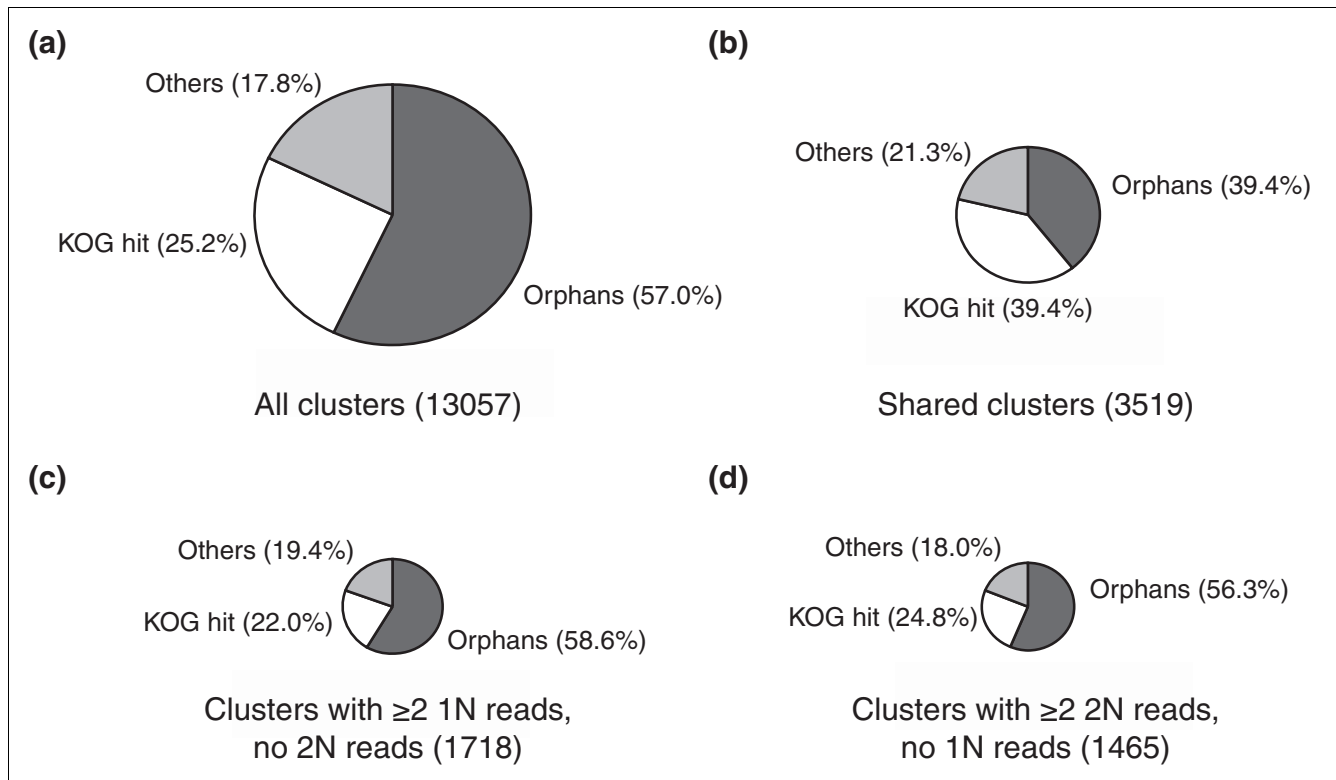 (a)
Others (17.8%)
KOG hit (25.2%)
Orphans (57.0%)
All clusters (13057)
(b)
Others (21.3%)
Orphans (39.4%)
KOG hit (39.4%)
Shared clusters (3519)
(c)
Others (19.4%)
KOG hit (22.0%)
Orphans (58.6%)
Clusters with ≥2 1N reads,
no 2N reads (1718)
(d)
Others (18.0%)
Orphans (56.3%)
KOG hit (24.8%)
Clusters with ≥2 2N reads,
no 1N reads (1465)